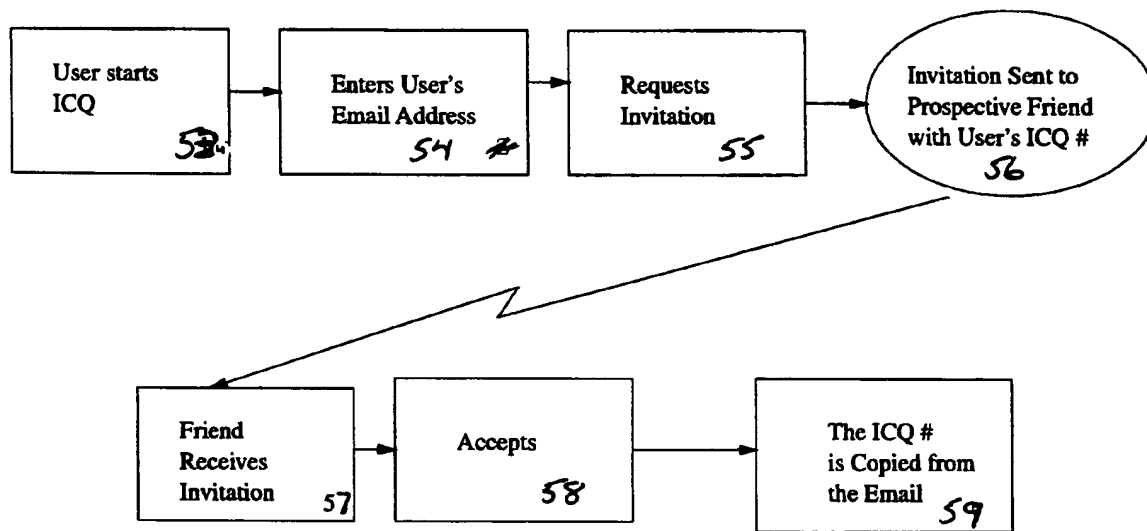 User starts
ICQ
Enters User's
Email Address
54
Requests
Invitation
55
Invitation Sent to
Prospective Friend
with User's ICQ #
56
Friend
Receives
Invitation
57
Accepts
58
The ICQ #
is Copied from
the Email
59